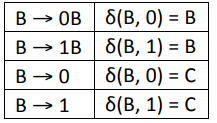 B → 0B δ(B, 0) = B
B → 1B δ(B, 1) = B
B → 0 δ(B, 0) = C
B → 1 δ(B, 1) = C